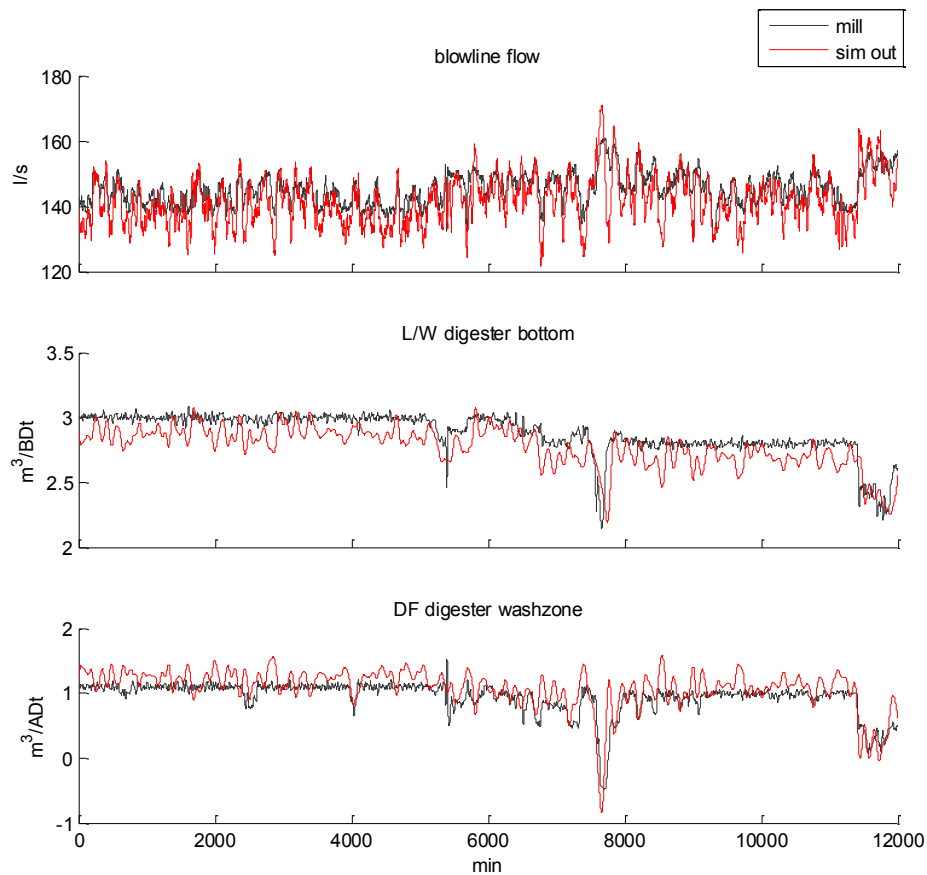 mill
sim out
blowline flow
180
160
140
120
l/s
L/W digester bottom
3.5
3
2.5
2
m³/BDt
DF digester washzone
2
1
0
-1
m³/ADt
0 2000 4000 6000 8000 10000 12000
min